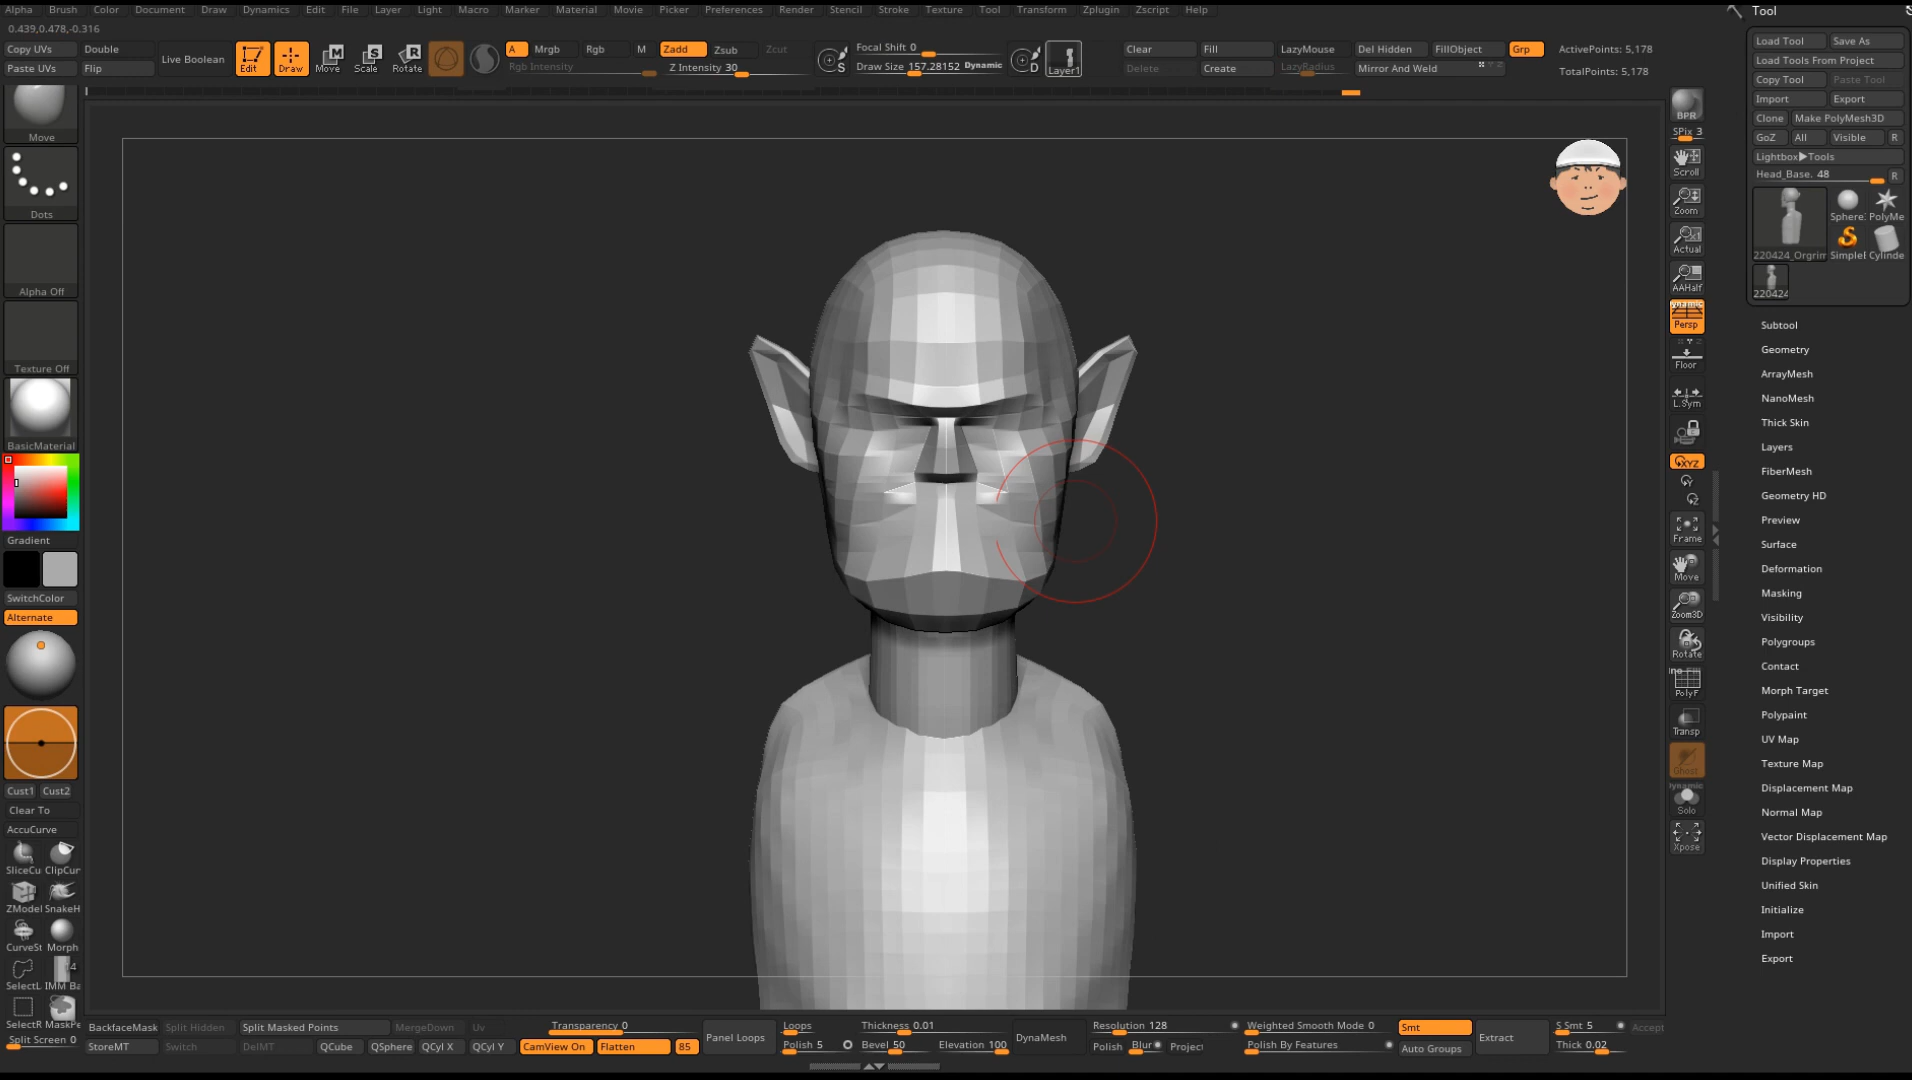 Alpha Brush Color Document Draw Dynamics Edit File Layer Light Macro Marker Material Movie Picker Preferences Render Stencil Stroke Texture Tool Transform Zplugin Zscript Help
0.439,0.478,-0.316
Copy UVs Double
Paste UVs Flip
Live Boolean
Edit Draw Move Scale Rotate
A Mrgb Rgb M Zadd Zsub Zcut
Rgb Intensity Z Intensity 30
S Focal Shift 0
Draw Size 157.28152 Dynamic
D Layer1
Clear Fill LazyMouse Del Hidden FillObject Grp
Delete Create LazyRadius Mirror And Weld
ActivePoints: 5,178
TotalPoints: 5,178
Move
Dots
Alpha Off
Texture Off
BasicMaterial
Gradient
SwitchColor
Alternate
Cust1 Cust2
Clear To
AccuCurve
SliceCu ClipCur
ZModel SnakeH
CurveSt Morph
14
SelectL IMM Ba
SelectR MaskPe
Split Screen 0
BPR
SPix 3
Scroll
Zoom
Actual
AAHalf
Dynamic
Persp
Floor
L.Sym
XYZ
Y
Z
Frame
Move
Zoom3D
Rotate
PolyF
Transp
Ghost
Dynamic
Solo
Xpose
Tool
Load Tool Save As
Load Tools From Project
Copy Tool Paste Tool
Import Export
Clone Make PolyMesh3D
GoZ All Visible R
Lightbox▶Tools
Head_Base. 48 R
Sphere: PolyMe
220424_Orgrim SimpleI Cylinde
220424
Subtool
Geometry
ArrayMesh
NanoMesh
Thick Skin
Layers
FiberMesh
Geometry HD
Preview
Surface
Deformation
Masking
Visibility
Polygroups
Contact
Morph Target
Polypaint
UV Map
Texture Map
Displacement Map
Normal Map
Vector Displacement Map
Display Properties
Unified Skin
Initialize
Import
Export
BackfaceMask Split Hidden Split Masked Points MergeDown Uv Transparency 0
StoreMT Switch DelMT QCube QSphere QCyl X QCyl Y CamView On Flatten 85
Panel Loops
Loops Thickness 0.01
Polish 5 Bevel 50 Elevation 100
DynaMesh
Resolution 128
Polish Blur Project
Weighted Smooth Mode 0 Smt
Polish By Features Auto Groups
Extract
S Smt 5 Accept
Thick 0.02